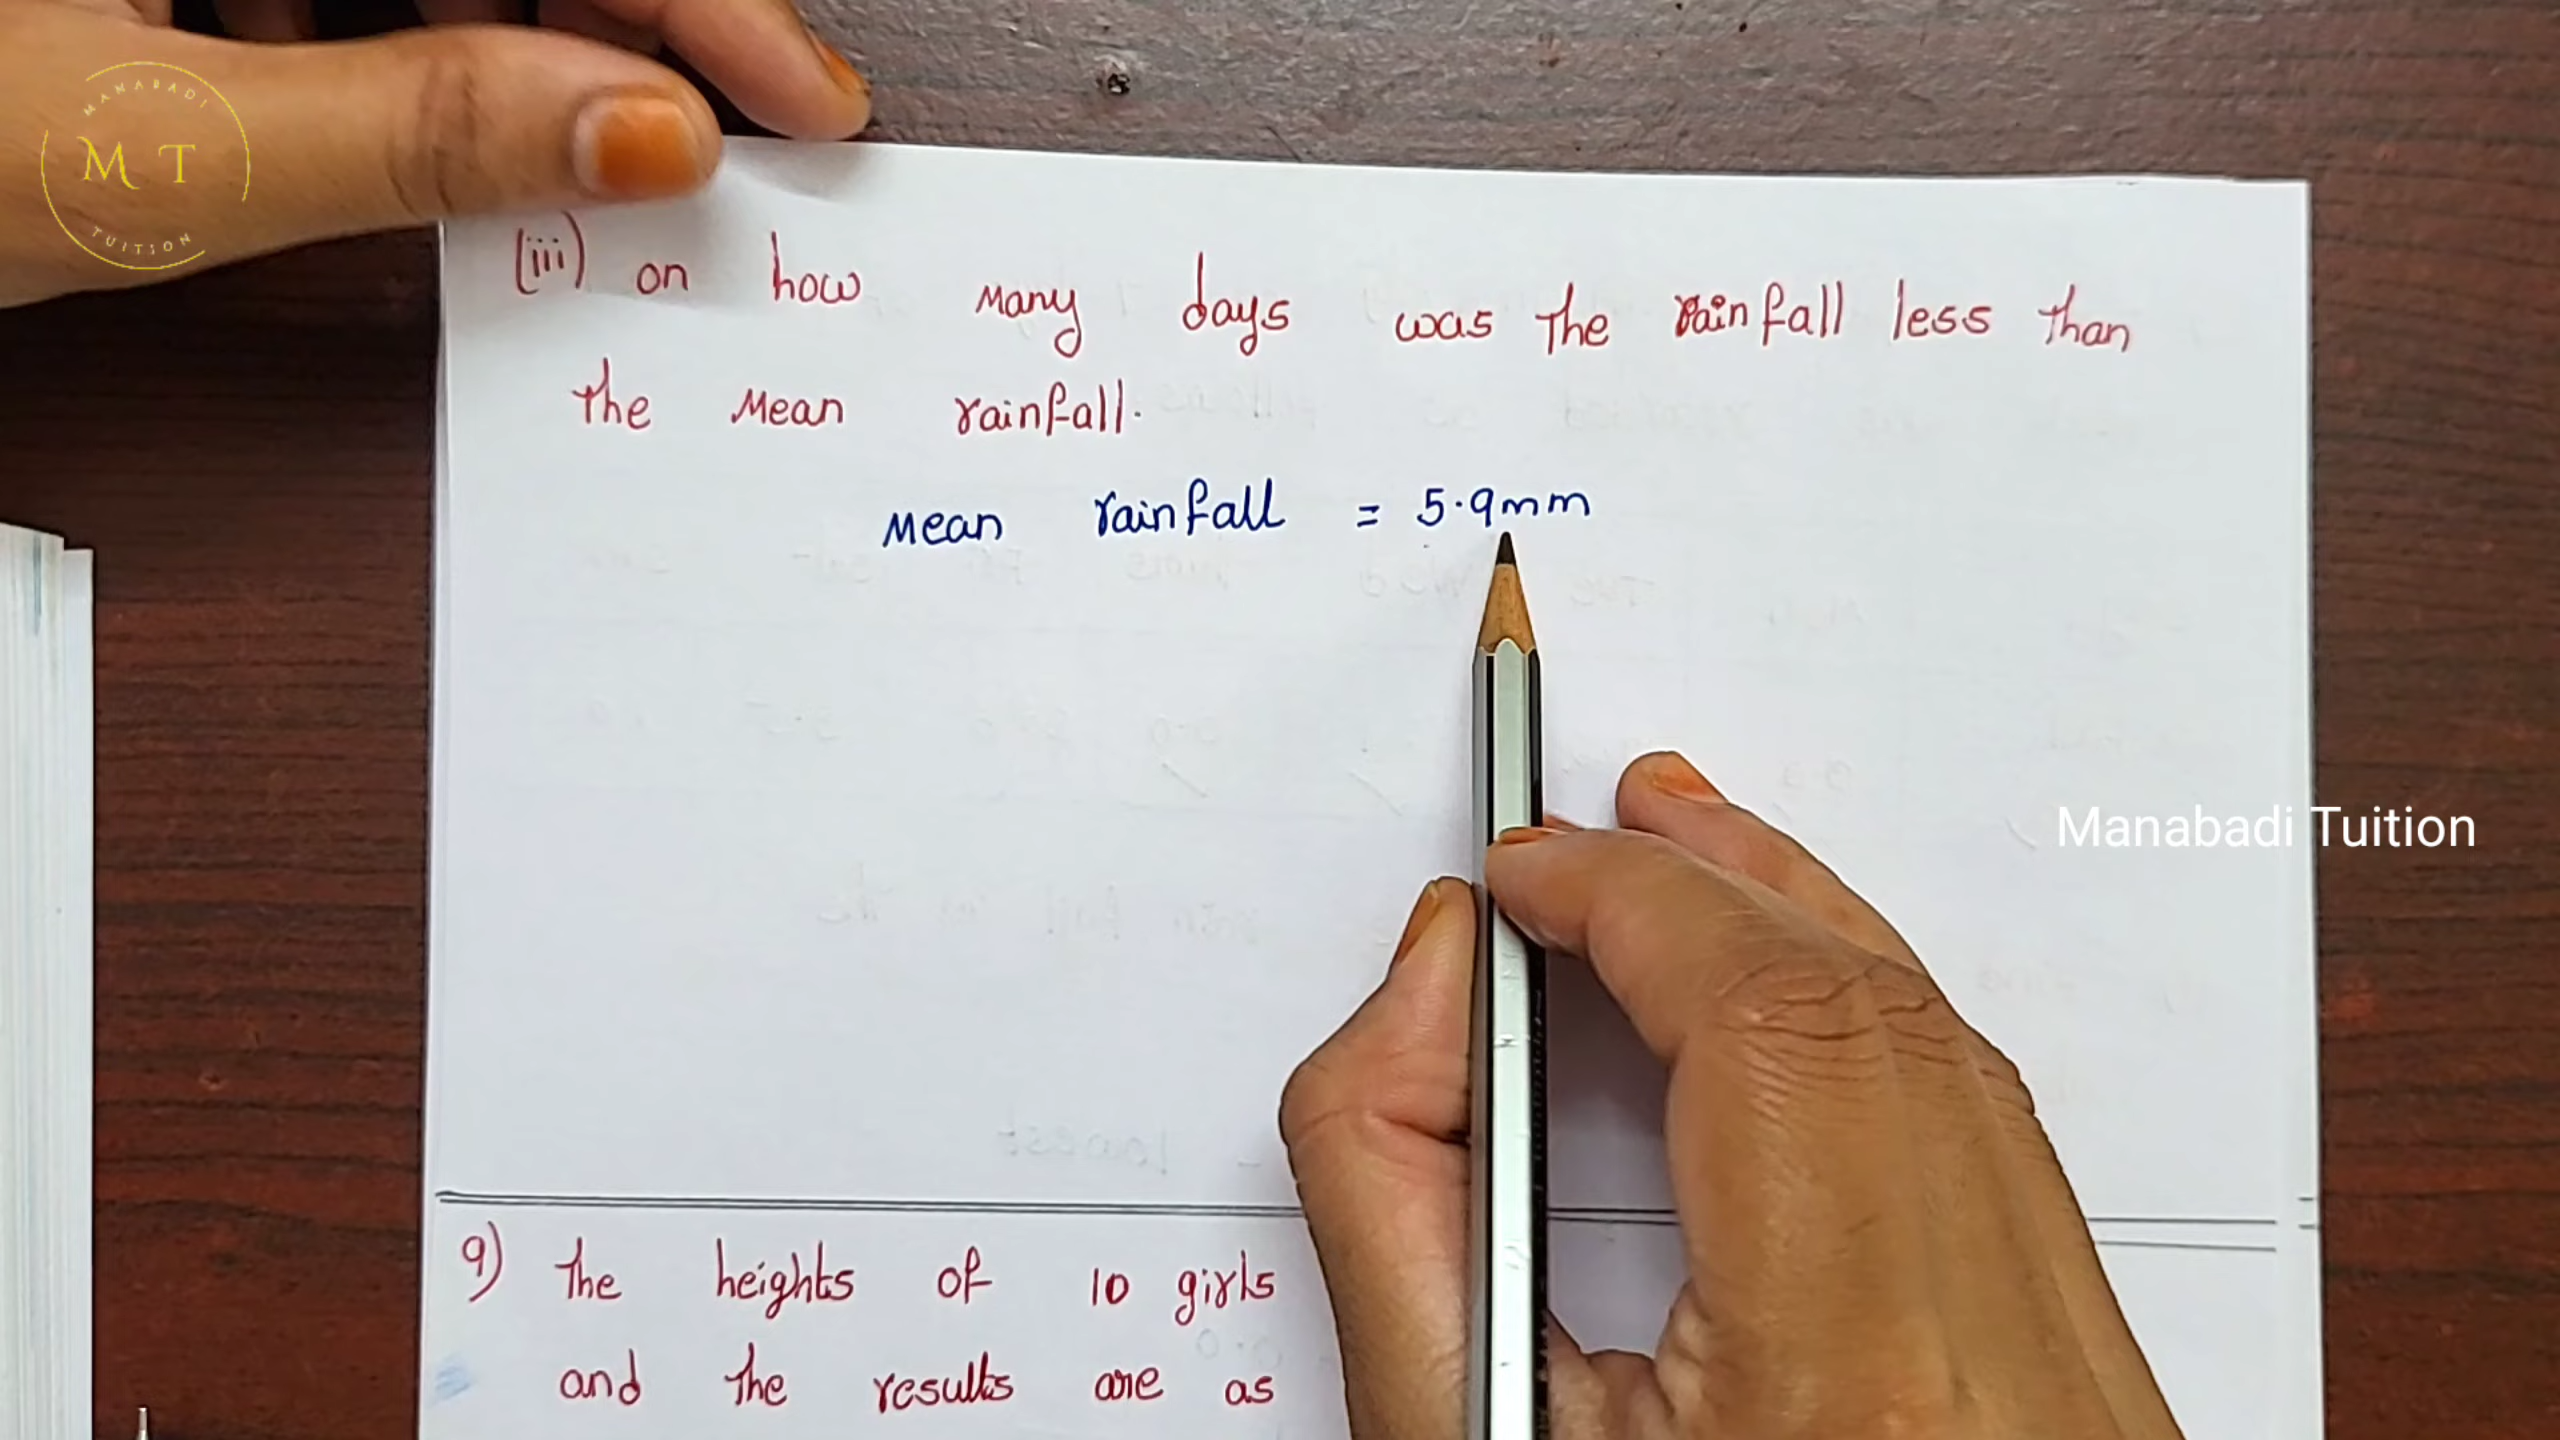 MANABADI
M T
TUITION
(iii) on how many days was the rainfall less than
the mean rainfall.
mean rainfall = 5.9mm
Manabadi Tuition
9) the heights of 10 girls
and the results are as